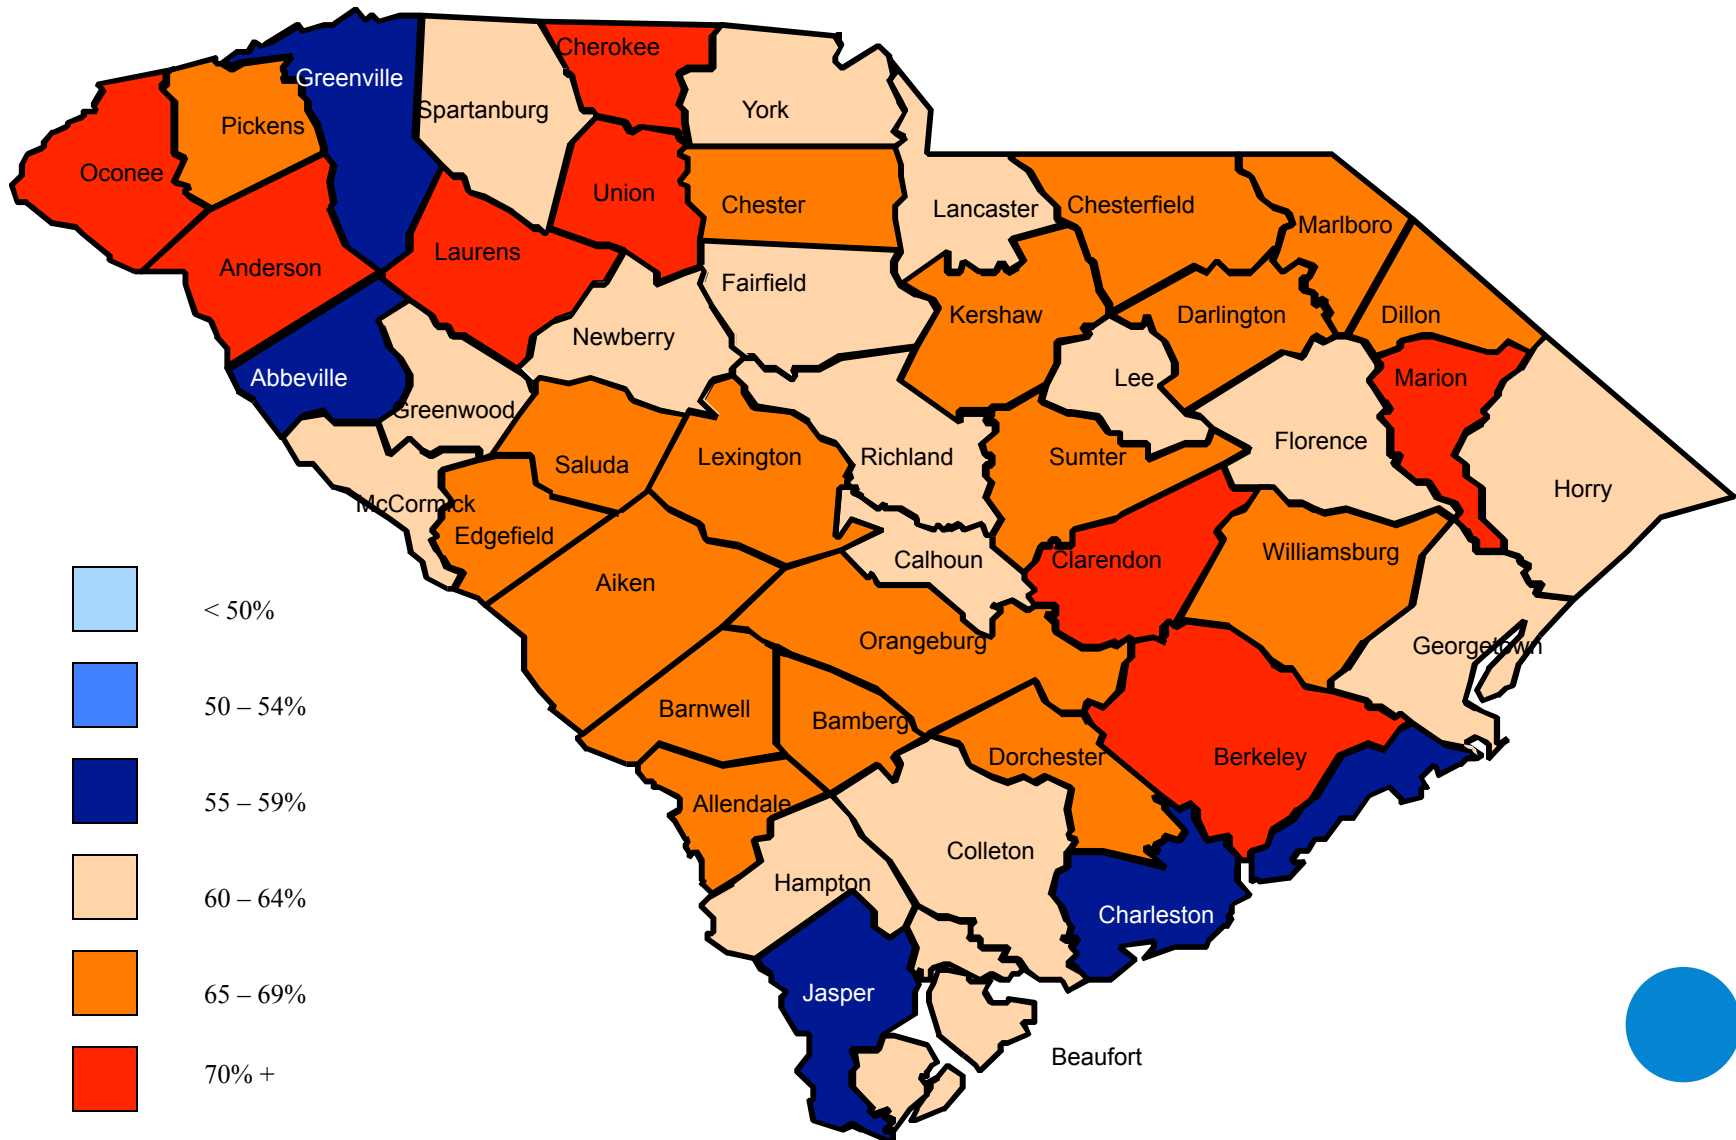 Cherokee
Greenville
Spartanburg
York
Pickens
Oconee
Union
Chester
Lancaster
Chesterfield
Marlboro
Anderson
Laurens
Fairfield
Newberry
Kershaw
Darlington
Dillon
Abbeville
Greenwood
Lee
Marion
Saluda
Lexington
Richland
Sumter
Florence
Horry
McCormick
Edgefield
Aiken
Calhoun
Clarendon
Williamsburg
Orangeburg
Georgetown
Barnwell
Bamberg
Dorchester
Berkeley
Allendale
Colleton
Hampton
Charleston
Jasper
Beaufort
< 50%
50 – 54%
55 – 59%
60 – 64%
65 – 69%
70% +